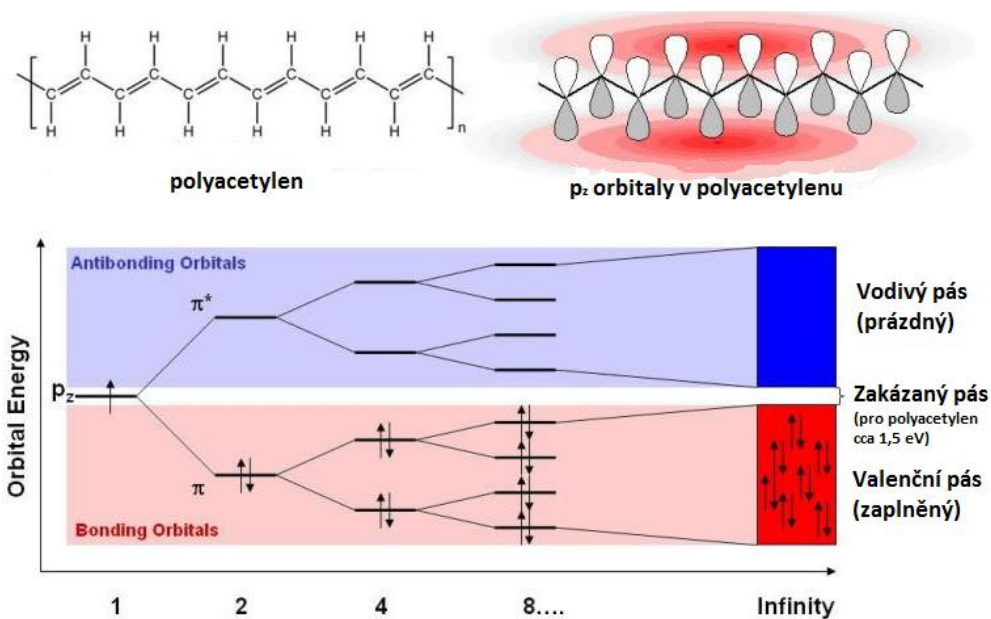 H H H H H H
C C C C C C
C C C C C C
n
H H H H H H
polyacetylen
pz orbitaly v polyacetylenu
Antibonding Orbitals
π*
pz
π
Bonding Orbitals
Orbital Energy
Vodivý pás
(prázdný)
Zakázaný pás
(pro polyacetylen
cca 1,5 eV)
Valenční pás
(zaplněný)
1 2 4 8.... Infinity